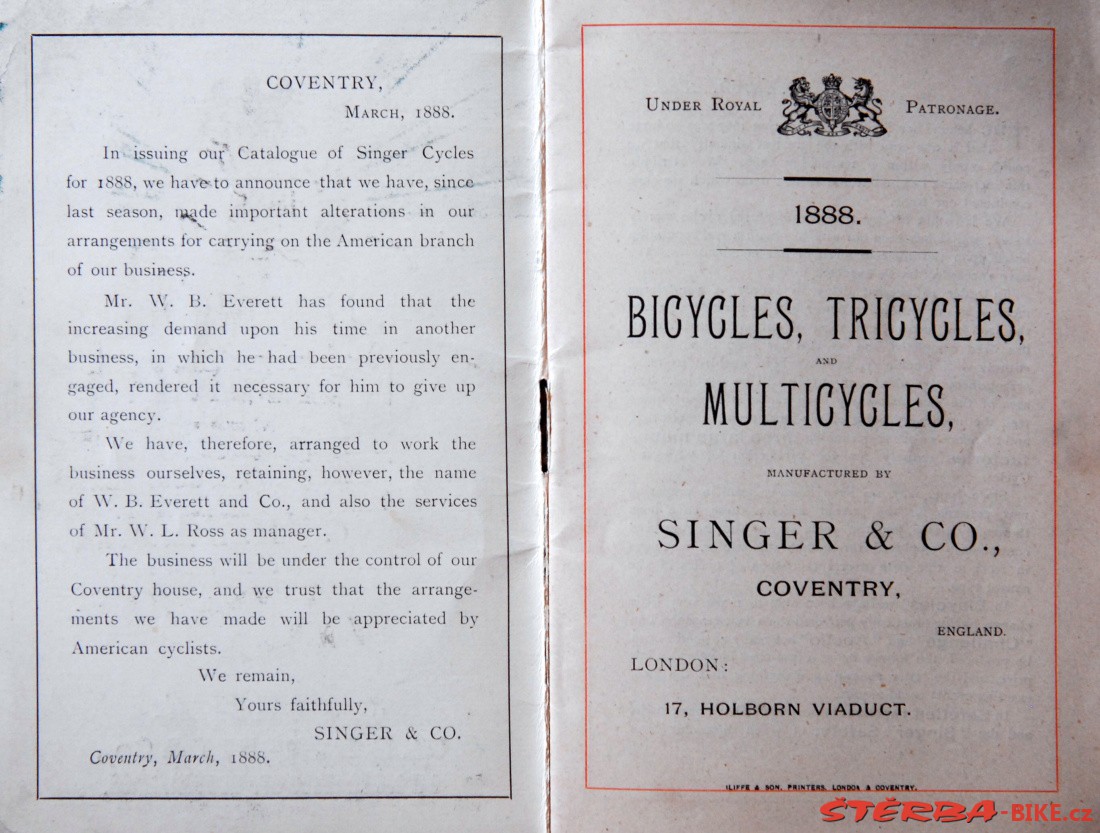 COVENTRY,
MARCH, 1888.
In issuing our Catalogue of Singer Cycles
for 1888, we have to announce that we have, since
last season, made important alterations in our
arrangements for carrying on the American branch
of our business.
Mr. W. B. Everett has found that the
increasing demand upon his time in another
business, in which he had been previously en-
gaged, rendered it necessary for him to give up
our agency.
We have, therefore, arranged to work the
business ourselves, retaining, however, the name
of W. B. Everett and Co., and also the services
of Mr. W. L. Ross as manager.
The business will be under the control of our
Coventry house, and we trust that the arrange-
ments we have made will be appreciated by
American cyclists.
We remain,
Yours faithfully,
SINGER & CO.
Coventry, March, 1888.
UNDER ROYAL PATRONAGE.
1888.
BICYCLES, TRICYCLES,
AND
MULTICYCLES,
MANUFACTURED BY
SINGER & CO.,
COVENTRY,
ENGLAND.
LONDON:
17, HOLBORN VIADUCT.
ILIFFE & SON, PRINTERS, LONDON & COVENTRY.
ŠTĚRBA-BIKE.cz